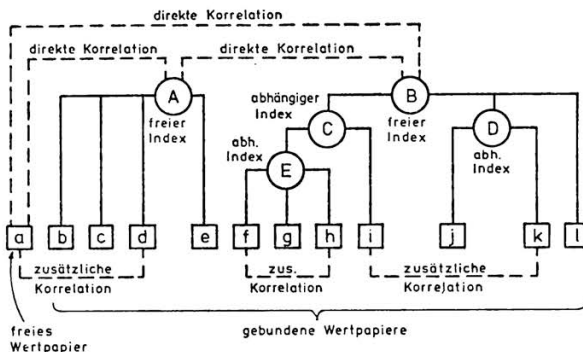 direkte Korrelation
direkte Korrelation
direkte Korrelation
A
freier
Index
abhängiger
Index
B
freier
Index
C
D
abh.
Index
abh.
Index
E
a
b
c
d
e
f
g
h
i
j
k
l
zusätzliche
Korrelation
zus.
Korrelation
zusätzliche
Korrelation
freies
Wertpapier
gebundene Wertpapiere